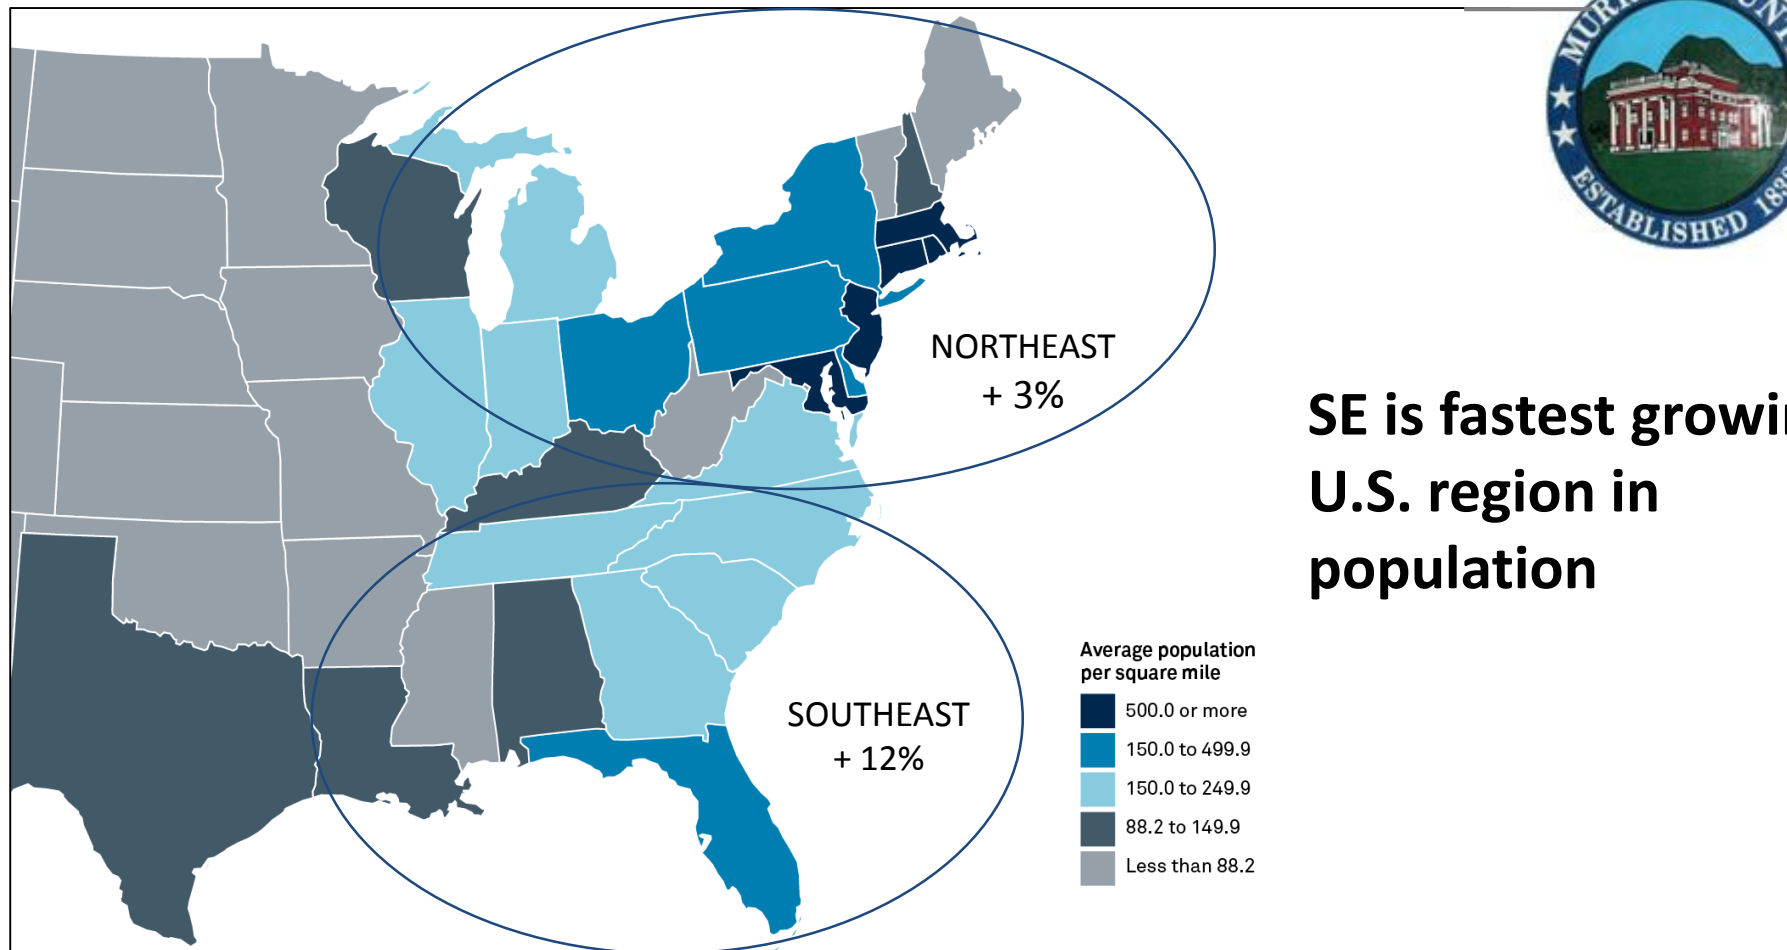 NORTHEAST
+ 3%
SOUTHEAST
+ 12%
Average population
per square mile
500.0 or more
150.0 to 499.9
150.0 to 249.9
88.2 to 149.9
Less than 88.2
ESTABLISHED
SE is fastest
U.S. region in
population